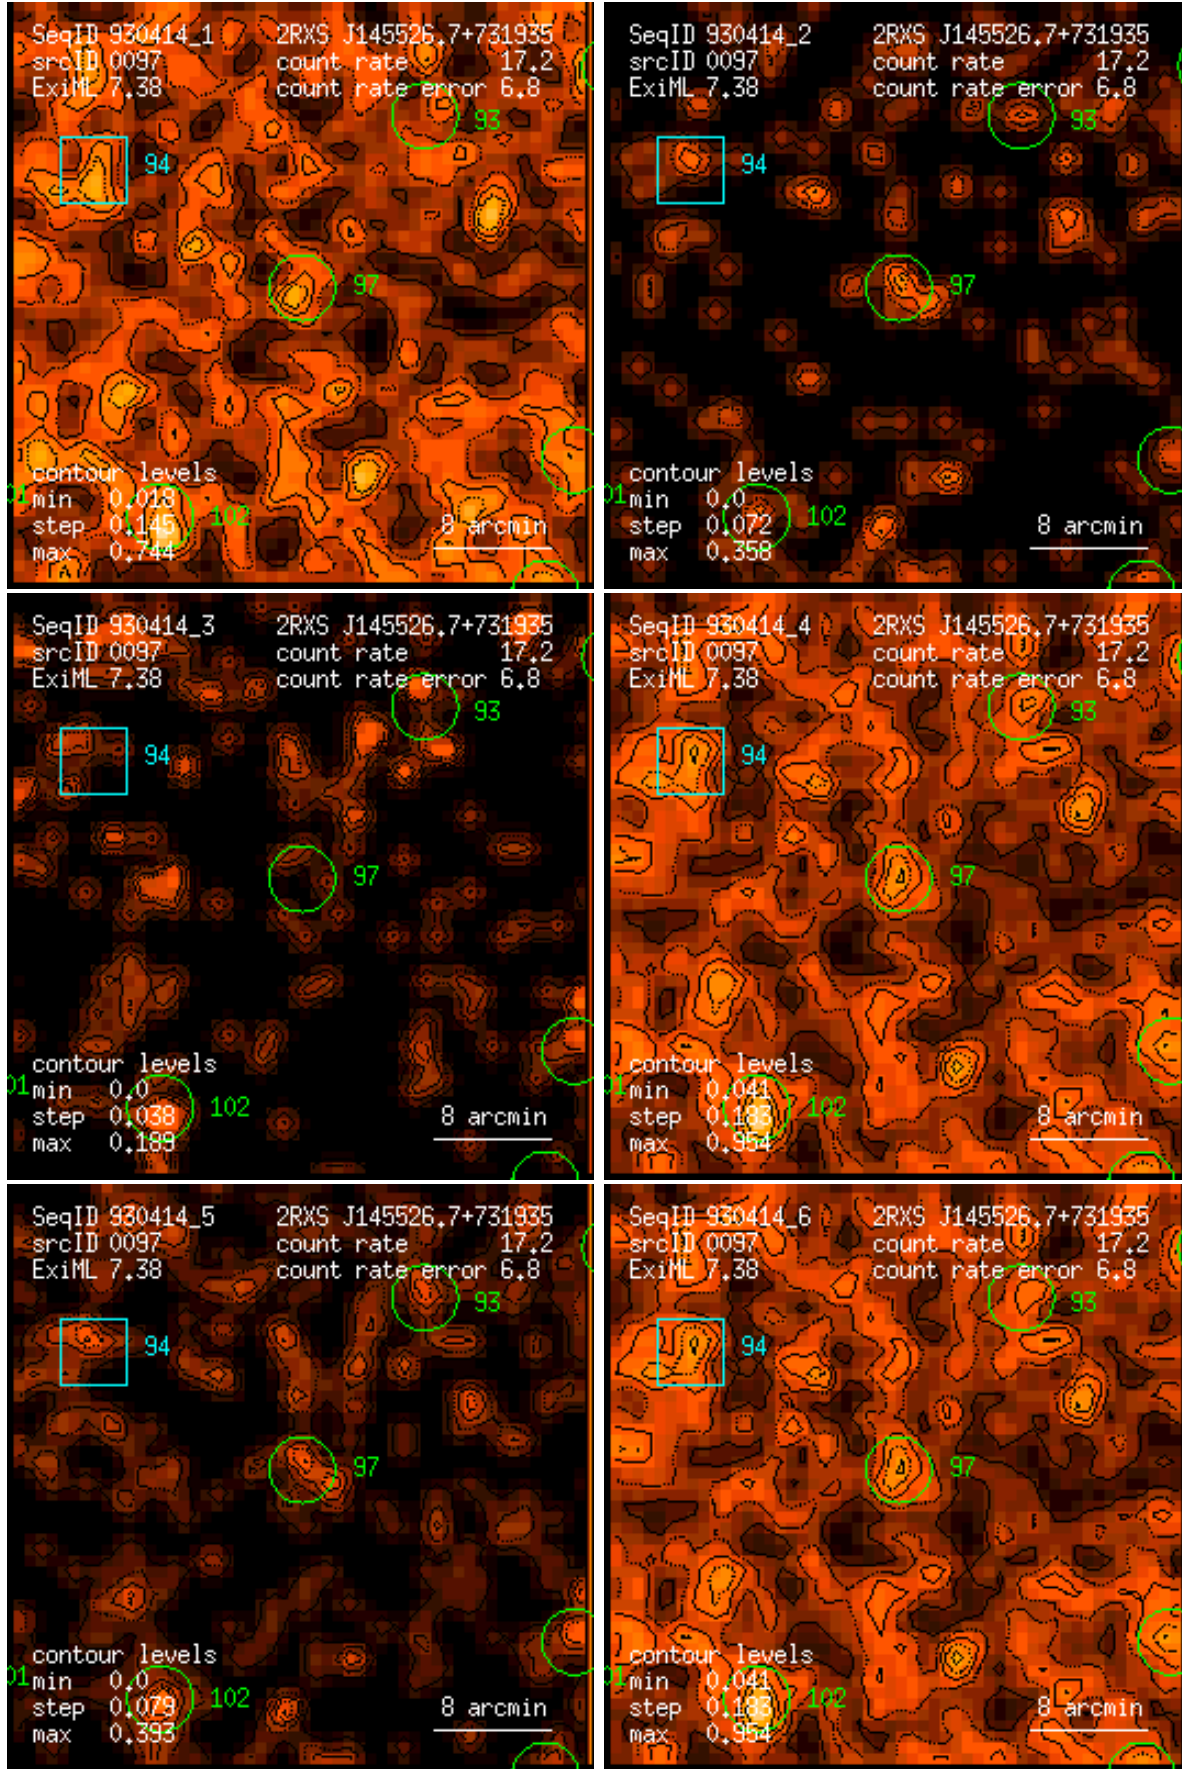 SeqID 930414_1 2RXS J145526.7+731935
srcID 0097 count rate 17.2
ExiML 7.38 count rate error 6.8
93
94
97
contour levels
01 min 0.018
step 0.145 102 8 arcmin
max 0.744
SeqID 930414_2 2RXS J145526.7+731935
srcID 0097 count rate 17.2
ExiML 7.38 count rate error 6.8
93
94
97
contour levels
01 min 0.0
step 0.072 102 8 arcmin
max 0.358
SeqID 930414_3 2RXS J145526.7+731935
srcID 0097 count rate 17.2
ExiML 7.38 count rate error 6.8
93
94
97
contour levels
01 min 0.0
step 0.038 102 8 arcmin
max 0.189
SeqID 930414_4 2RXS J145526.7+731935
srcID 0097 count rate 17.2
ExiML 7.38 count rate error 6.8
93
94
97
contour levels
01 min 0.041
step 0.183 102 8 arcmin
max 0.954
SeqID 930414_5 2RXS J145526.7+731935
srcID 0097 count rate 17.2
ExiML 7.38 count rate error 6.8
93
94
97
contour levels
01 min 0.0
step 0.079 102 8 arcmin
max 0.393
SeqID 930414_6 2RXS J145526.7+731935
srcID 0097 count rate 17.2
ExiML 7.38 count rate error 6.8
93
94
97
contour levels
01 min 0.041
step 0.183 102 8 arcmin
max 0.954